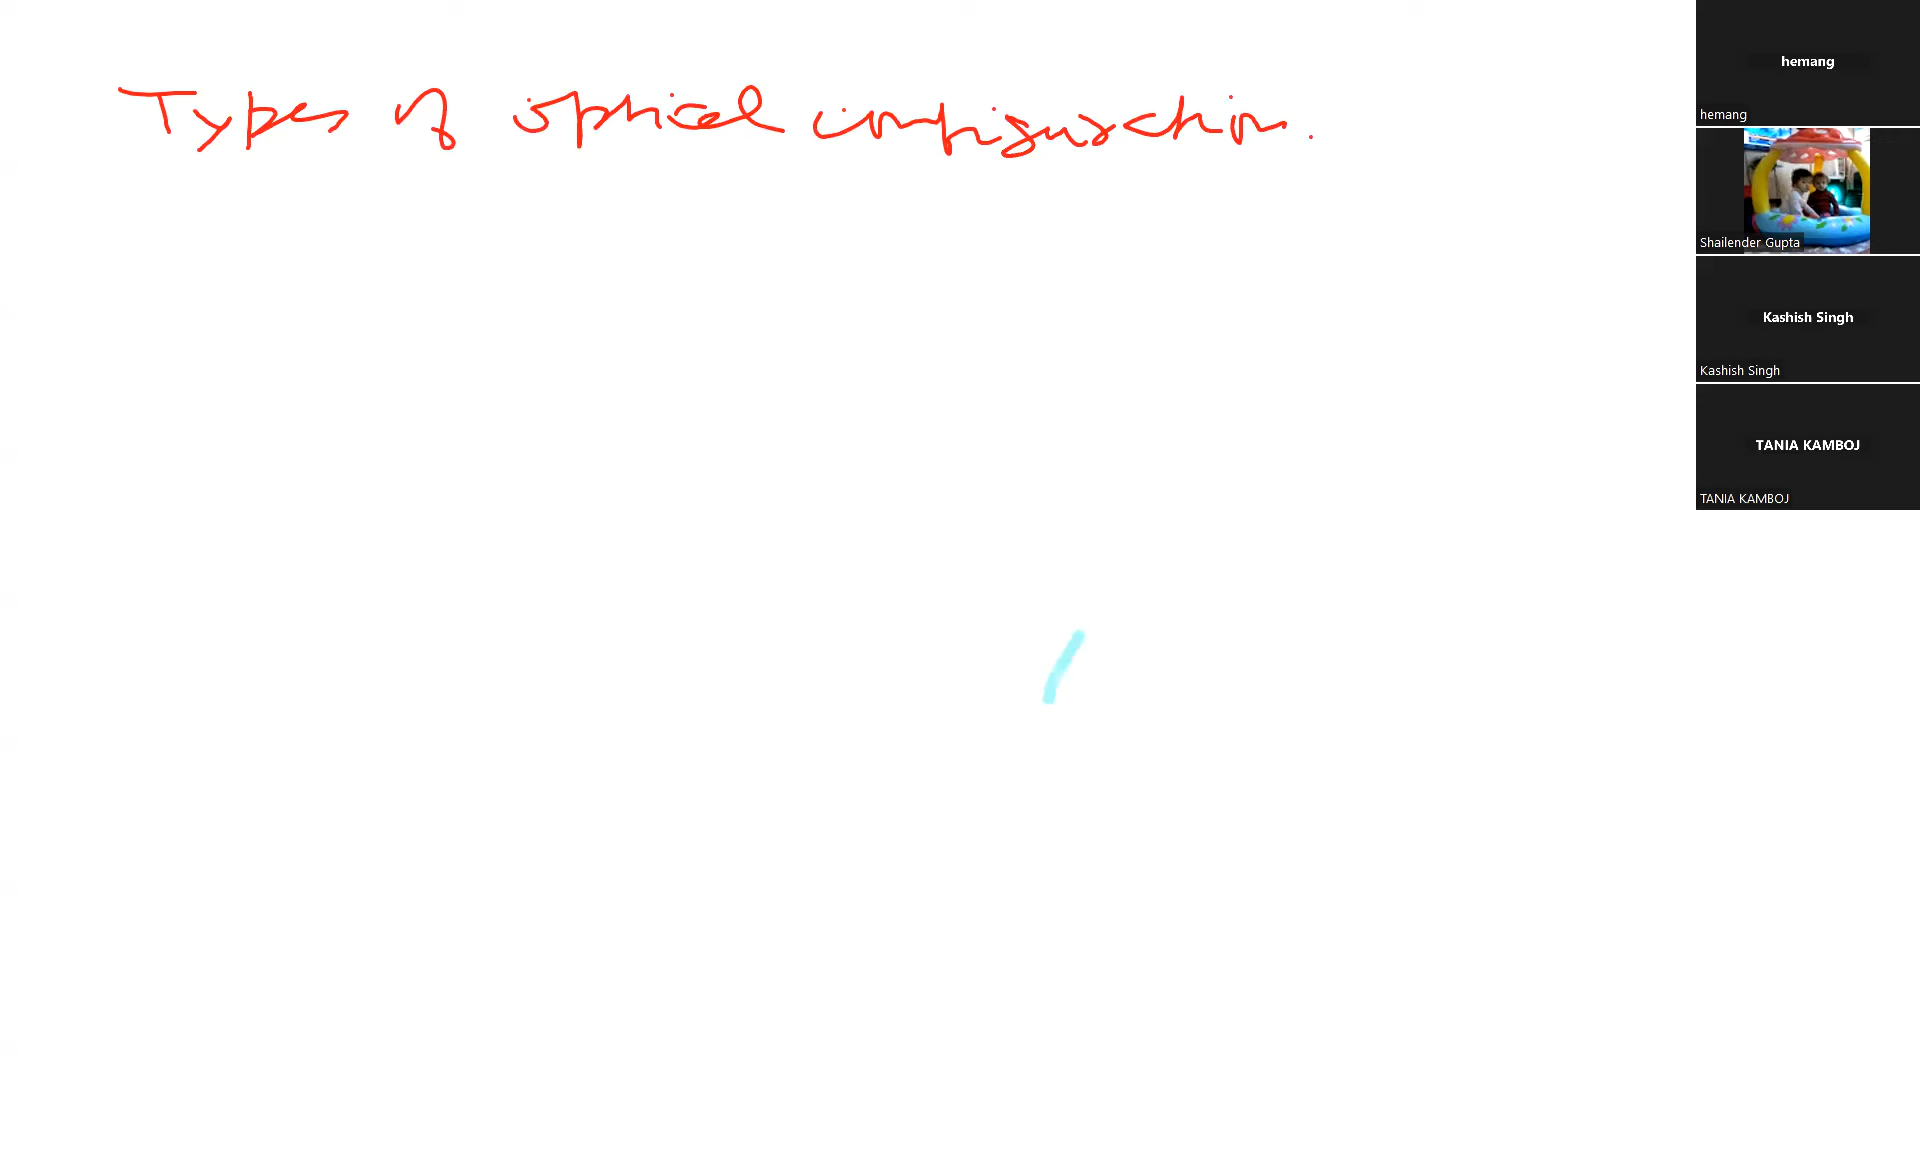 Types of optical configuration.
hemang
hemang
Shailender Gupta
Kashish Singh
Kashish Singh
TANIA KAMBOJ
TANIA KAMBOJ